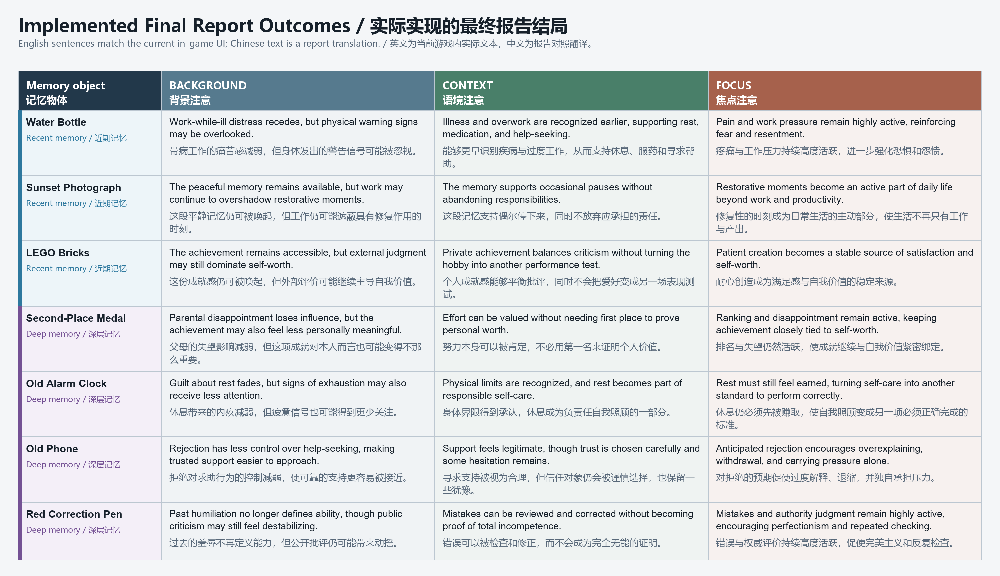 Implemented Final Report Outcomes / 实际实现的最终报告结局
English sentences match the current in-game UI; Chinese text is a report translation. / 英文为当前游戏内实际文本，中文为报告对照翻译。
Memory object
记忆物体
BACKGROUND
背景注意
CONTEXT
语境注意
FOCUS
焦点注意
Water Bottle
Recent memory / 近期记忆
Work-while-ill distress recedes, but physical warning signs
may be overlooked.
带病工作的痛苦感减弱，但身体发出的警告信号可能被忽视。
Illness and overwork are recognized earlier, supporting rest,
medication, and help-seeking.
能够更早识别疾病与过度工作，从而支持休息、服药和寻求帮
助。
Pain and work pressure remain highly active, reinforcing
fear and resentment.
疼痛与工作压力持续高度活跃，进一步强化恐惧和怨愤。
Sunset Photograph
Recent memory / 近期记忆
The peaceful memory remains available, but work may
continue to overshadow restorative moments.
这段平静记忆仍可被唤起，但工作仍可能遮蔽具有修复作用的
时刻。
The memory supports occasional pauses without
abandoning responsibilities.
这段记忆支持偶尔停下来，同时不放弃应承担的责任。
Restorative moments become an active part of daily life
beyond work and productivity.
修复性的时刻成为日常生活的主动部分，使生活不再只有工作
与产出。
LEGO Bricks
Recent memory / 近期记忆
The achievement remains accessible, but external judgment
may still dominate self-worth.
这份成就感仍可被唤起，但外部评价可能继续主导自我价值。
Private achievement balances criticism without turning the
hobby into another performance test.
个人成就感能够平衡批评，同时不会把爱好变成另一场表现测
试。
Patient creation becomes a stable source of satisfaction and
self-worth.
耐心创造成为满足感与自我价值的稳定来源。
Second-Place Medal
Deep memory / 深层记忆
Parental disappointment loses influence, but the
achievement may also feel less personally meaningful.
父母的失望影响减弱，但这项成就对本人而言也可能变得不那
么重要。
Effort can be valued without needing first place to prove
personal worth.
努力本身可以被肯定，不必用第一名来证明个人价值。
Ranking and disappointment remain active, keeping
achievement closely tied to self-worth.
排名与失望仍然活跃，使成就继续与自我价值紧密绑定。
Old Alarm Clock
Deep memory / 深层记忆
Guilt about rest fades, but signs of exhaustion may also
receive less attention.
休息带来的内疚减弱，但疲惫信号也可能得到更少关注。
Physical limits are recognized, and rest becomes part of
responsible self-care.
身体界限得到承认，休息成为负责任自我照顾的一部分。
Rest must still feel earned, turning self-care into another
standard to perform correctly.
休息仍必须先被赚取，使自我照顾变成另一项必须正确完成的
标准。
Old Phone
Deep memory / 深层记忆
Rejection has less control over help-seeking, making
trusted support easier to approach.
拒绝对求助行为的控制减弱，使可靠的支持更容易被接近。
Support feels legitimate, though trust is chosen carefully and
some hesitation remains.
寻求支持被视为合理，但信任对象仍会被谨慎选择，也保留一
些犹豫。
Anticipated rejection encourages overexplaining,
withdrawal, and carrying pressure alone.
对拒绝的预期促使过度解释、退缩，并独自承担压力。
Red Correction Pen
Deep memory / 深层记忆
Past humiliation no longer defines ability, though public
criticism may still feel destabilizing.
过去的羞辱不再定义能力，但公开批评仍可能带来动摇。
Mistakes can be reviewed and corrected without becoming
proof of total incompetence.
错误可以被检查和修正，而不会成为完全无能的证明。
Mistakes and authority judgment remain highly active,
encouraging perfectionism and repeated checking.
错误与权威评价持续高度活跃，促使完美主义和反复检查。